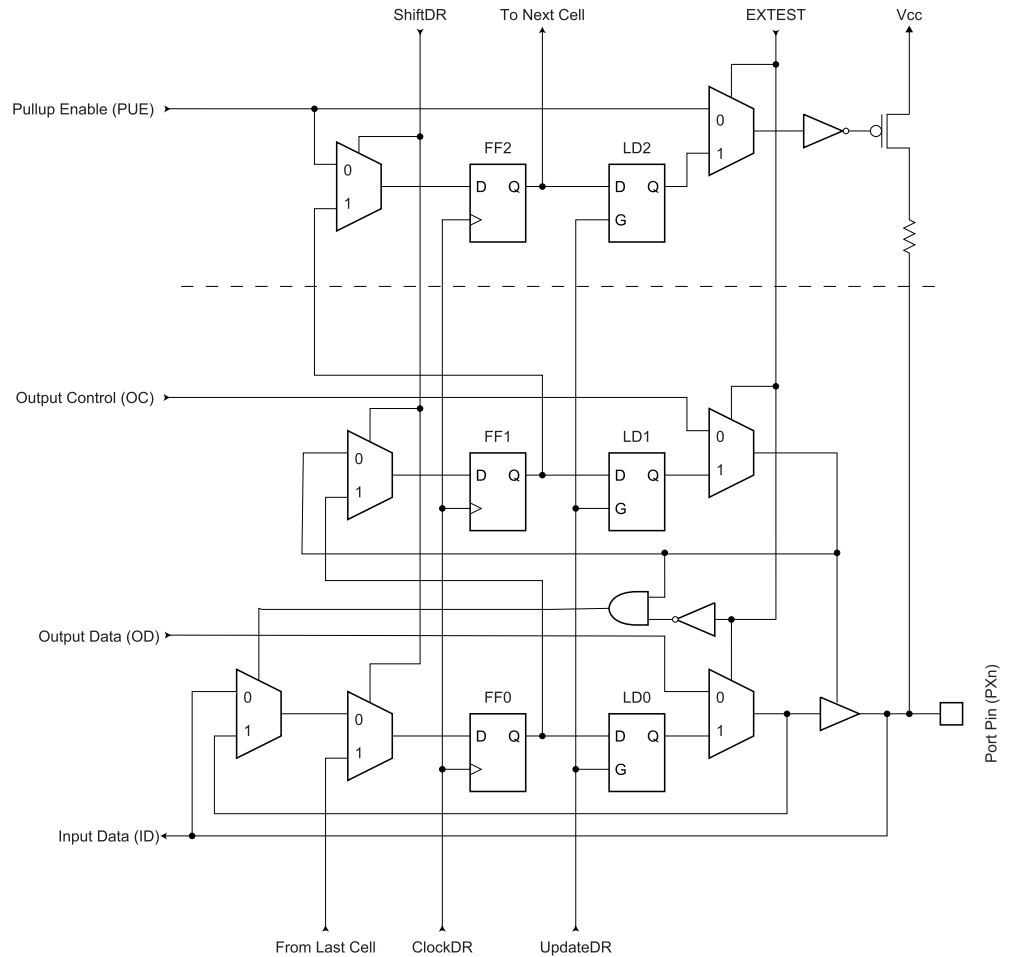 ShiftDR
To Next Cell
EXTEST
Vcc
Pullup Enable (PUE)
0
1
FF2
D Q
LD2
D Q
G
0
1
Output Control (OC)
0
1
FF1
D Q
LD1
D Q
G
0
1
Output Data (OD)
0
1
0
1
FF0
D Q
LD0
D Q
G
0
1
Port Pin (PXn)
Input Data (ID)
From Last Cell
ClockDR
UpdateDR